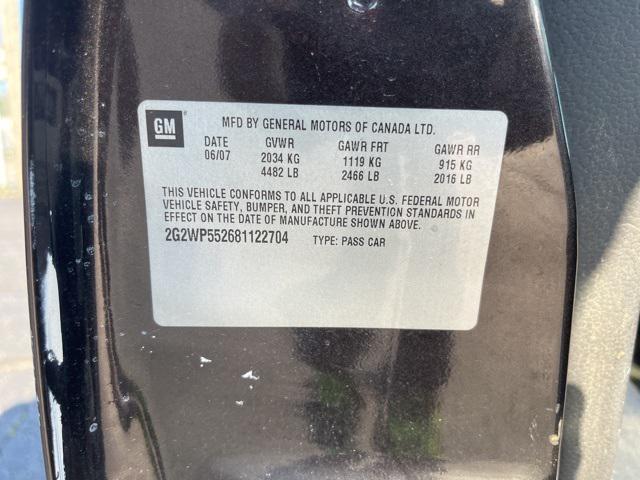 GM
MFD BY GENERAL MOTORS OF CANADA LTD.
DATE GVWR GAWR FRT GAWR RR
06/07 2034 KG 1119 KG 915 KG
4482 LB 2466 LB 2016 LB
THIS VEHICLE CONFORMS TO ALL APPLICABLE U.S. FEDERAL MOTOR
VEHICLE SAFETY, BUMPER, AND THEFT PREVENTION STANDARDS IN
EFFECT ON THE DATE OF MANUFACTURE SHOWN ABOVE.
2G2WP552681122704 TYPE: PASS CAR